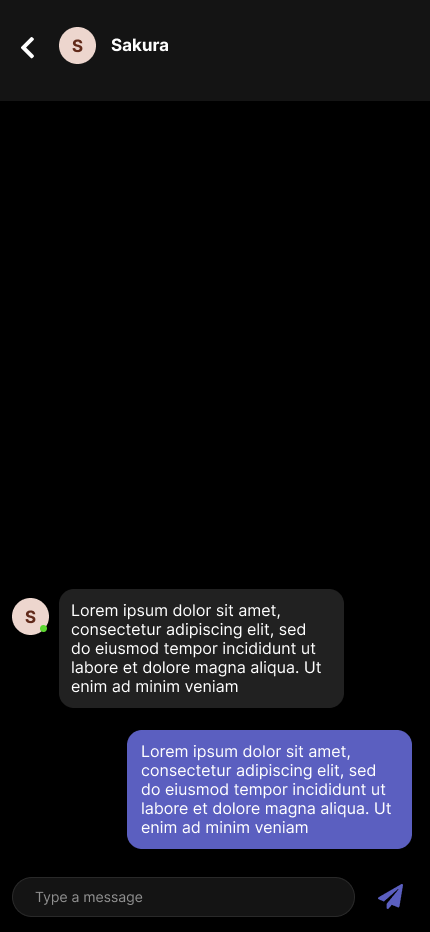 S
Sakura
S
Lorem ipsum dolor sit amet,
consectetur adipiscing elit, sed
do eiusmod tempor incididunt ut
labore et dolore magna aliqua. Ut
enim ad minim veniam
Lorem ipsum dolor sit amet,
consectetur adipiscing elit, sed
do eiusmod tempor incididunt ut
labore et dolore magna aliqua. Ut
enim ad minim veniam
Type a message